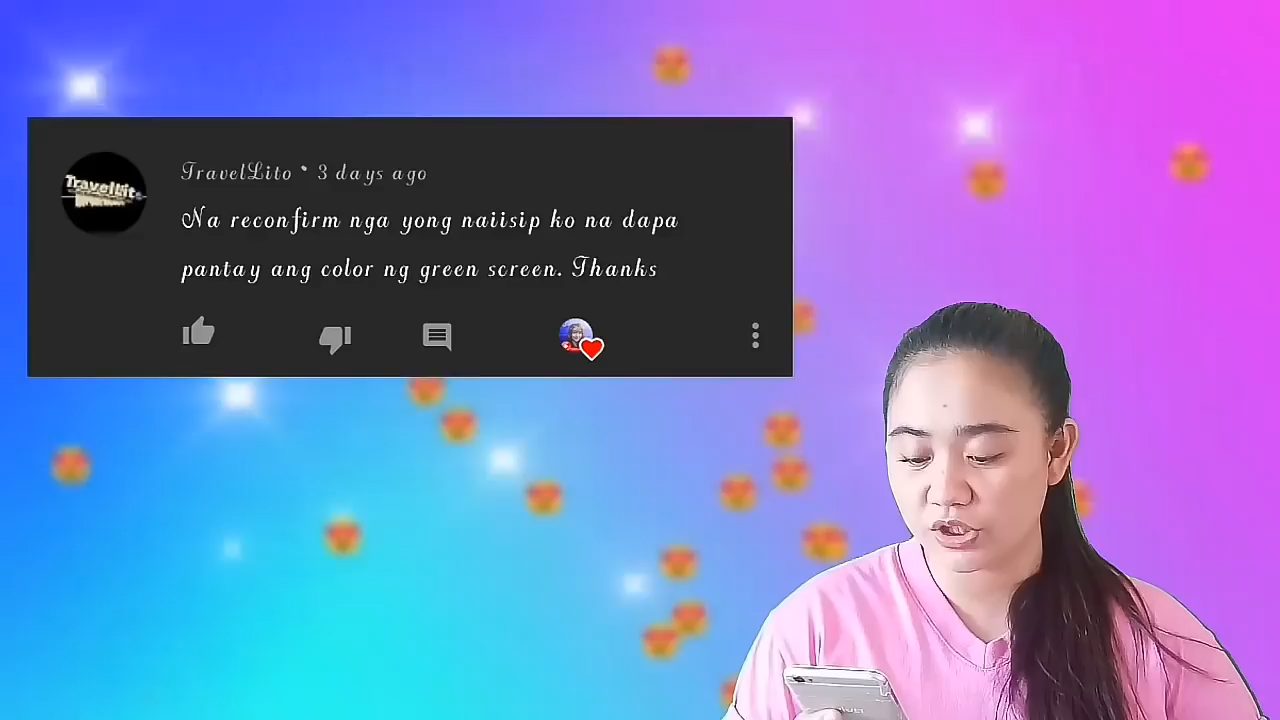 TravelLito
TravelLito • 3 days ago
Na reconfirm nga yong naiisip ko na dapa
pantay ang color ng green screen. Thanks